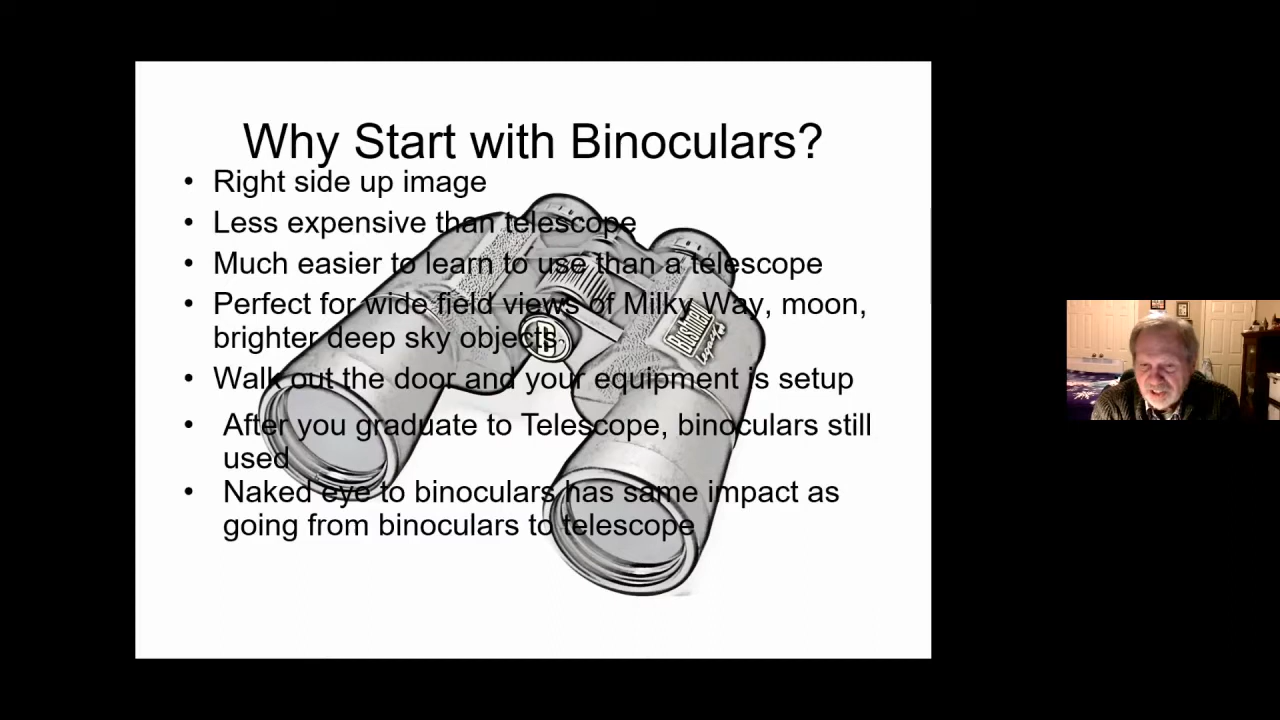 Why Start with Binoculars?
• Right side up image
• Less expensive than telescope
• Much easier to learn to use than a telescope
• Perfect for wide field views of Milky Way, moon,
brighter deep sky objects
• Walk out the door and your equipment is setup
• After you graduate to Telescope, binoculars still
used
• Naked eye to binoculars has same impact as
going from binoculars to telescope
Bushnell
Legacy